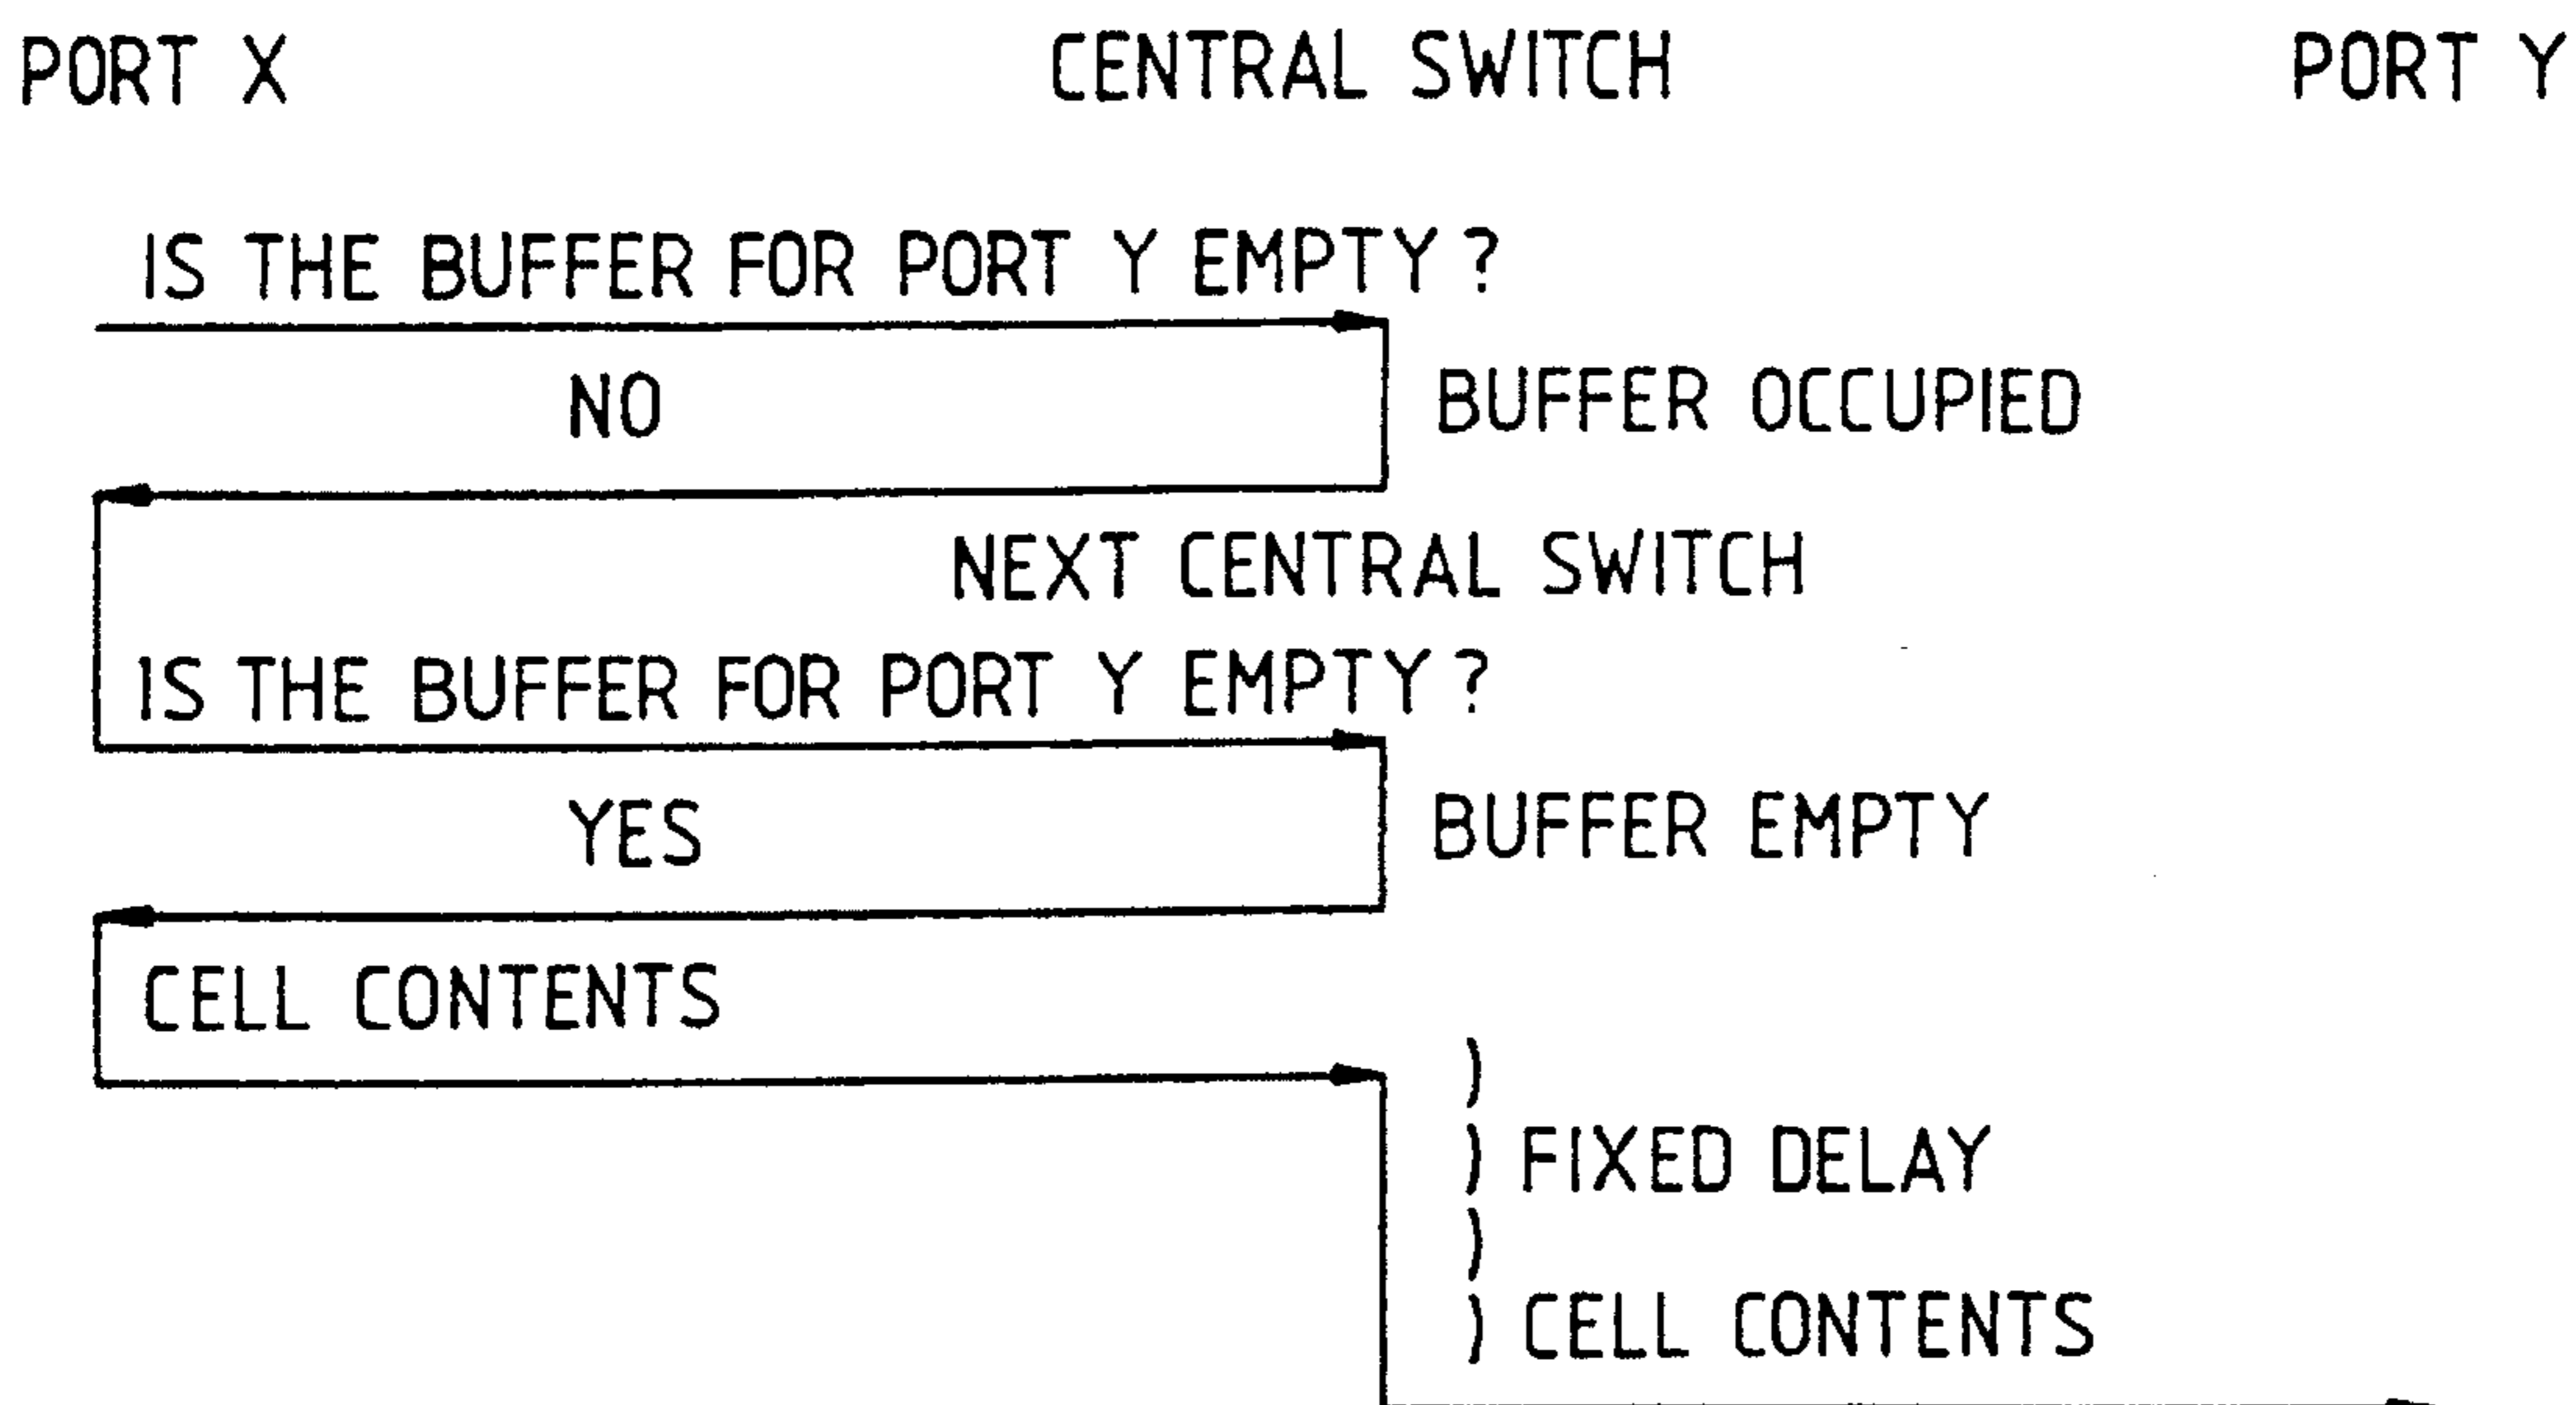 PORT X CENTRAL SWITCH PORT Y
IS THE BUFFER FOR PORT Y EMPTY?
NO BUFFER OCCUPIED
NEXT CENTRAL SWITCH
IS THE BUFFER FOR PORT Y EMPTY?
YES BUFFER EMPTY
CELL CONTENTS
)
) FIXED DELAY
)
) CELL CONTENTS